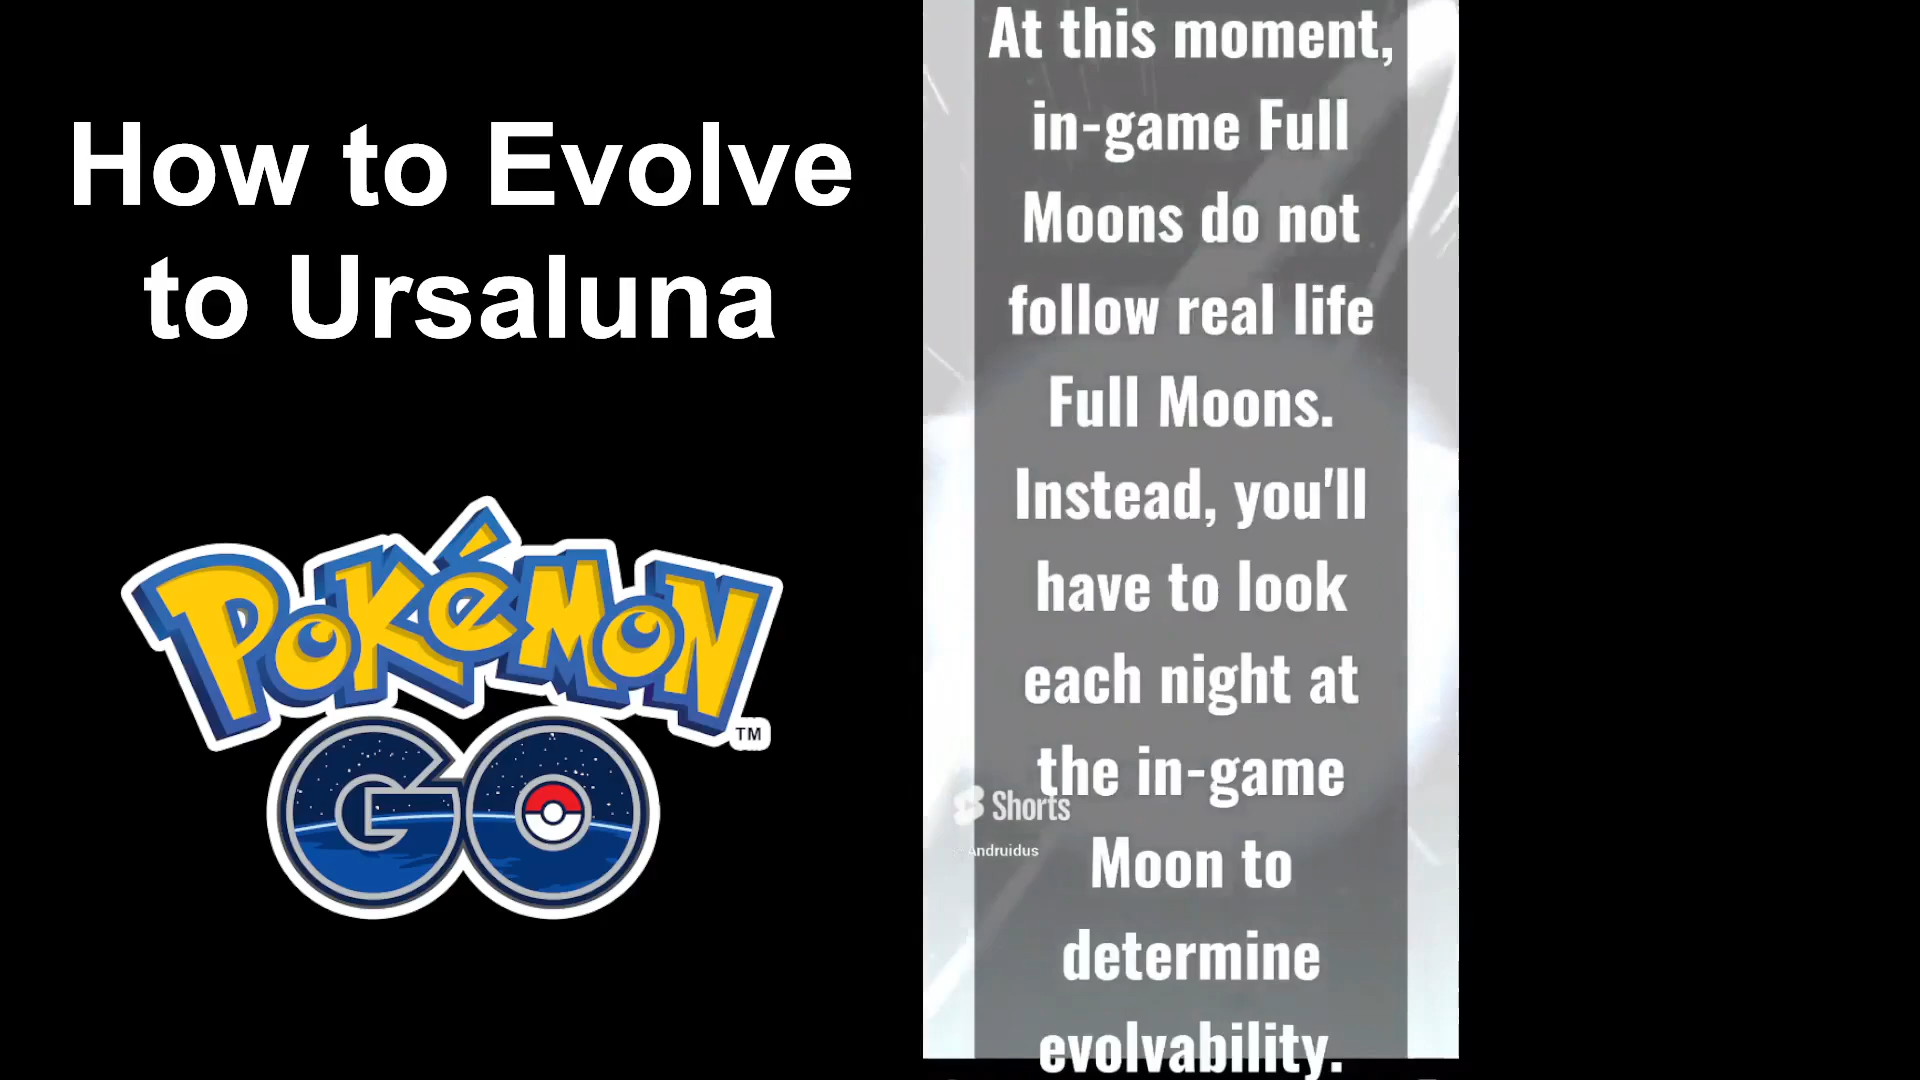 How to Evolve
to Ursaluna
POKéMON
TM
GO
At this moment,
in-game Full
Moons do not
follow real life
Full Moons.
Instead, you'll
have to look
each night at
the in-game
Moon to
determine
evolvability.
Shorts
Andruidus